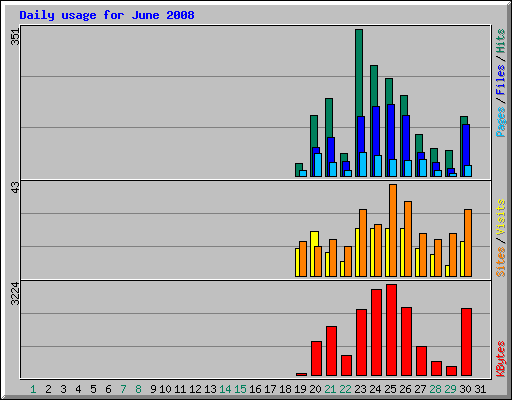 Daily usage for June 2008
351
Pages / Files / Hits
43
Sites / Visits
3224
KBytes
1 2 3 4 5 6 7 8 9 10 11 12 13 14 15 16 17 18 19 20 21 22 23 24 25 26 27 28 29 30 31